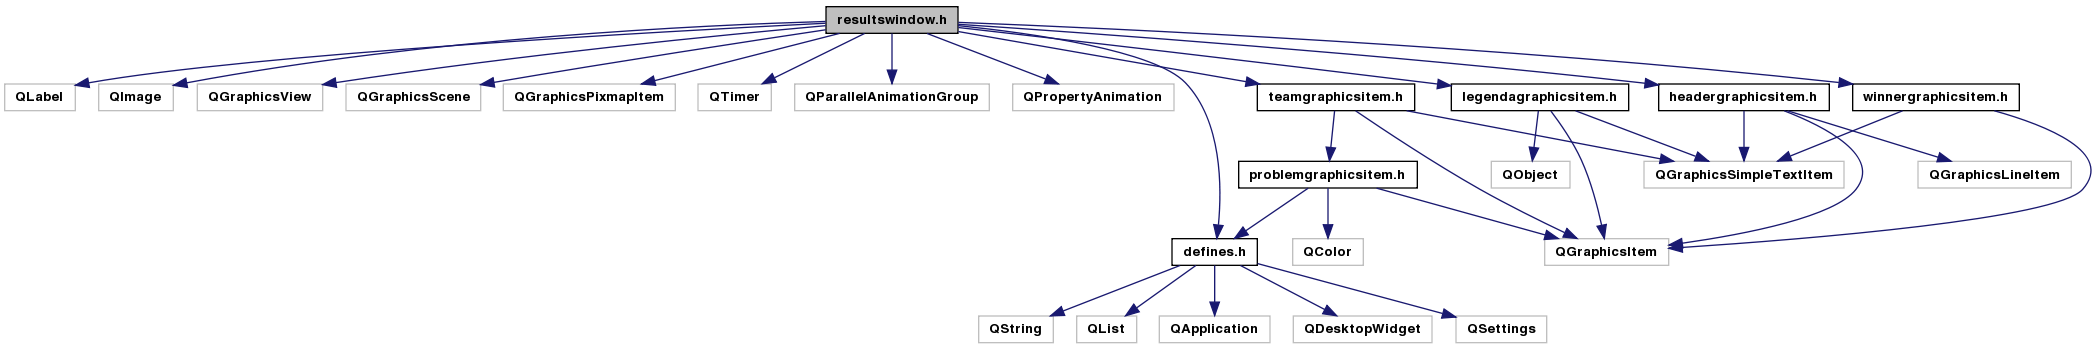 resultswindow.h
QLabel
QImage
QGraphicsView
QGraphicsScene
QGraphicsPixmapItem
QTimer
QParallelAnimationGroup
QPropertyAnimation
teamgraphicsitem.h
legendagraphicsitem.h
headergraphicsitem.h
winnergraphicsitem.h
problemgraphicsitem.h
QObject
QGraphicsSimpleTextItem
QGraphicsLineItem
defines.h
QColor
QGraphicsItem
QString
QList
QApplication
QDesktopWidget
QSettings